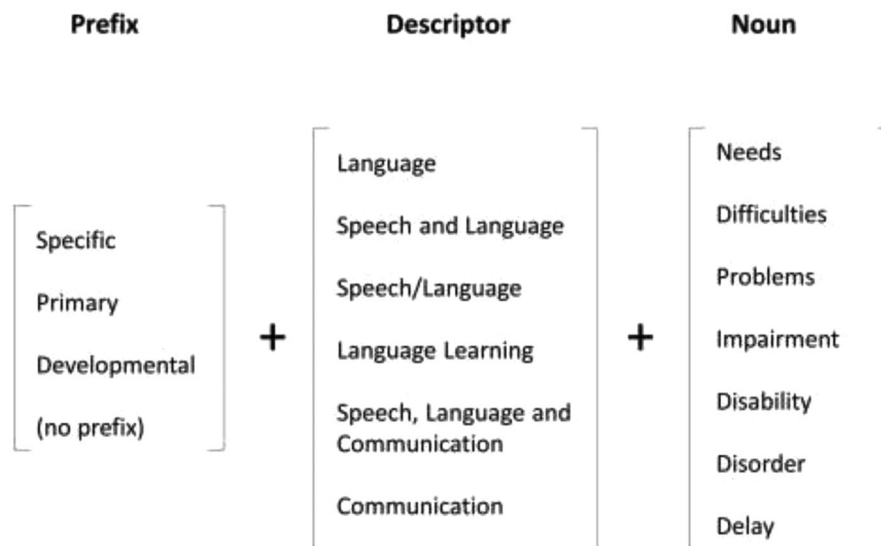 Prefix
Descriptor
Noun
Specific
Primary
Developmental
(no prefix)
+
Language
Speech and Language
Speech/Language
Language Learning
Speech, Language and
Communication
Communication
+
Needs
Difficulties
Problems
Impairment
Disability
Disorder
Delay